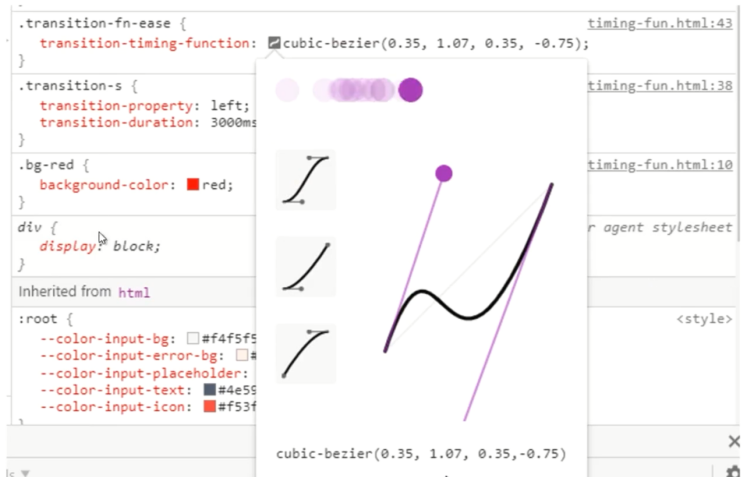 .transition-fn-ease {
timing-fun.html:43
transition-timing-function: cubic-bezier(0.35, 1.07, 0.35, -0.75);
}
.transition-s {
timing-fun.html:38
transition-property: left;
transition-duration: 3000ms
}
.bg-red {
timing-fun.html:10
background-color: red;
}
div {
r agent stylesheet
display: block;
}
Inherited from html
:root {
<style>
--color-input-bg: #f4f5f5
--color-input-error-bg: #
--color-input-placeholder:
--color-input-text: #4e59
--color-input-icon: #f53f
cubic-bezier(0.35, 1.07, 0.35,-0.75)